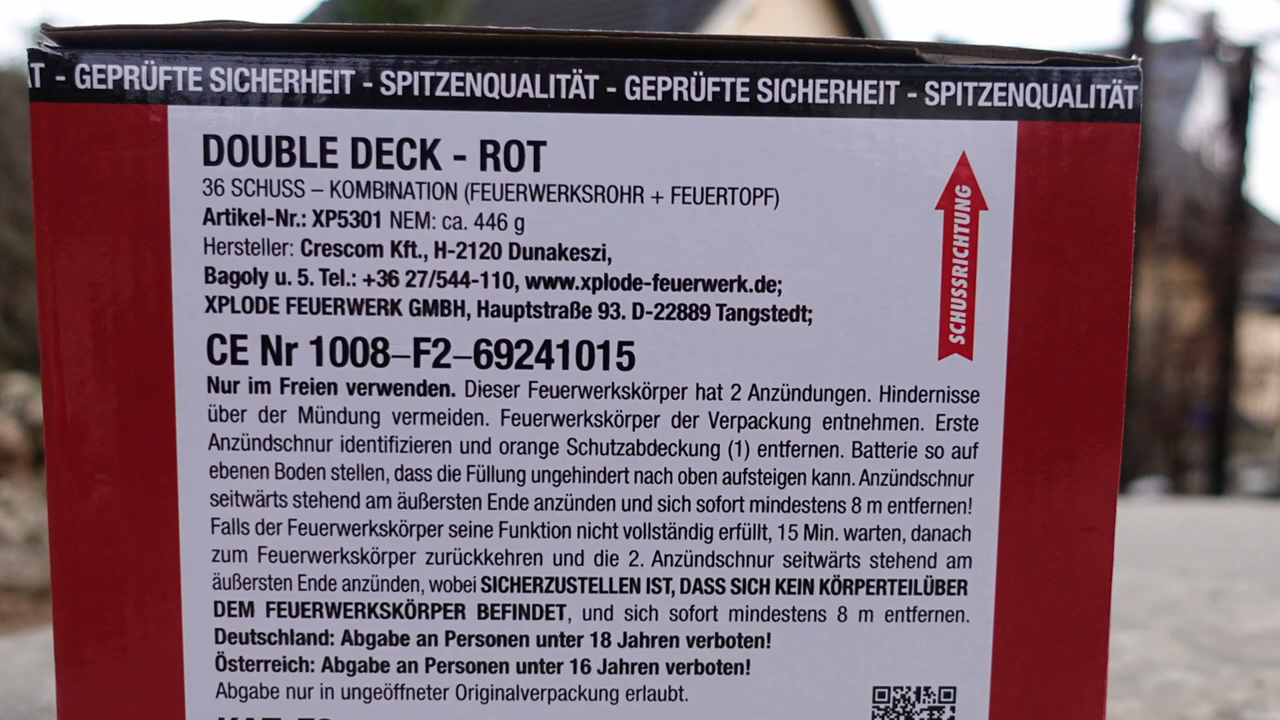 T - GEPRÜFTE SICHERHEIT - SPITZENQUALITÄT - GEPRÜFTE SICHERHEIT - SPITZENQUALITÄT
DOUBLE DECK - ROT
36 SCHUSS – KOMBINATION (FEUERWERKSROHR + FEUERTOPF)
Artikel-Nr.: XP5301 NEM: ca. 446 g
Hersteller: Crescom Kft., H-2120 Dunakeszi,
Bagoly u. 5. Tel.: +36 27/544-110, www.xplode-feuerwerk.de;
XPLODE FEUERWERK GMBH, Hauptstraße 93. D-22889 Tangstedt;
SCHUSSRICHTUNG
CE Nr 1008–F2–69241015
Nur im Freien verwenden. Dieser Feuerwerkskörper hat 2 Anzündungen. Hindernisse
über der Mündung vermeiden. Feuerwerkskörper der Verpackung entnehmen. Erste
Anzündschnur identifizieren und orange Schutzabdeckung (1) entfernen. Batterie so auf
ebenen Boden stellen, dass die Füllung ungehindert nach oben aufsteigen kann. Anzündschnur
seitwärts stehend am äußersten Ende anzünden und sich sofort mindestens 8 m entfernen!
Falls der Feuerwerkskörper seine Funktion nicht vollständig erfüllt, 15 Min. warten, danach
zum Feuerwerkskörper zurückkehren und die 2. Anzündschnur seitwärts stehend am
äußersten Ende anzünden, wobei SICHERZUSTELLEN IST, DASS SICH KEIN KÖRPERTEILÜBER
DEM FEUERWERKSKÖRPER BEFINDET, und sich sofort mindestens 8 m entfernen.
Deutschland: Abgabe an Personen unter 18 Jahren verboten!
Österreich: Abgabe an Personen unter 16 Jahren verboten!
Abgabe nur in ungeöffneter Originalverpackung erlaubt.